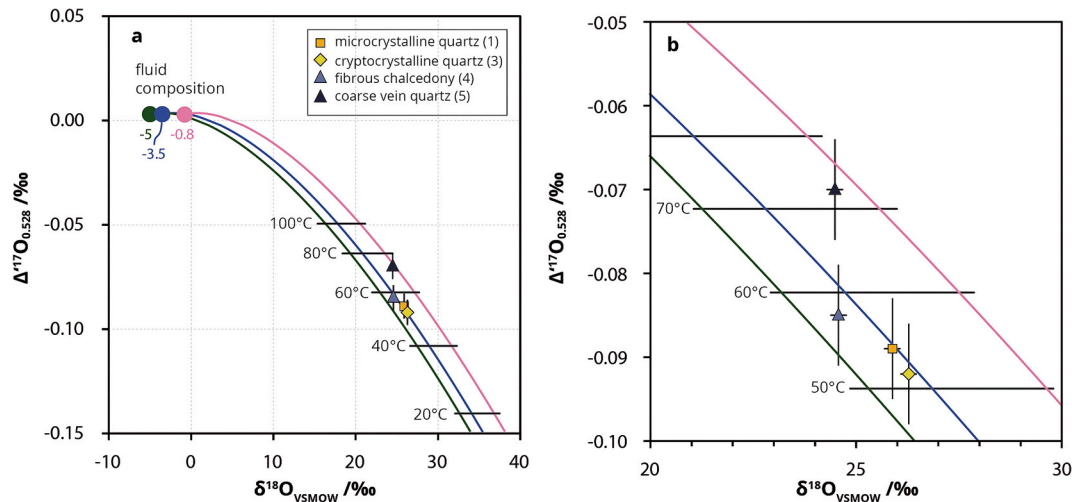 a
0.05
0.00
-0.05
-0.10
-0.15
Δ′¹⁷O₀.₅₂₈ /‰
fluid
composition
-5
-0.8
-3.5
microcrystalline quartz (1)
cryptocrystalline quartz (3)
fibrous chalcedony (4)
coarse vein quartz (5)
100°C
80°C
60°C
40°C
20°C
-10 0 10 20 30 40
δ¹⁸O_VSMOW /‰
b
-0.05
-0.06
-0.07
-0.08
-0.09
-0.10
Δ′¹⁷O₀.₅₂₈ /‰
70°C
60°C
50°C
20 25 30
δ¹⁸O_VSMOW /‰